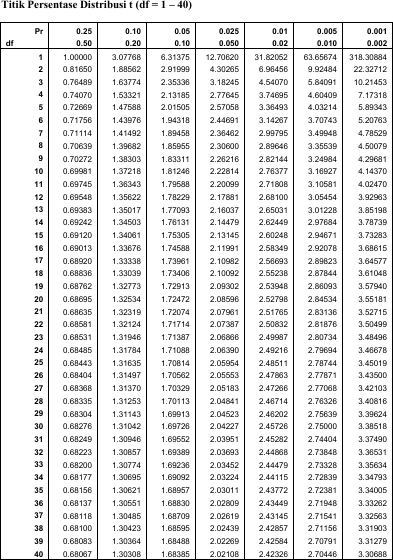 Titik Persentase Distribusi t (df = 1 – 40)
Pr 0.25 0.10 0.05 0.025 0.01 0.005 0.001
df 0.50 0.20 0.10 0.050 0.02 0.010 0.002
1 1.00000 3.07768 6.31375 12.70620 31.82052 63.65674 318.30884
2 0.81650 1.88562 2.91999 4.30265 6.96456 9.92484 22.32712
3 0.76489 1.63774 2.35336 3.18245 4.54070 5.84091 10.21453
4 0.74070 1.53321 2.13185 2.77645 3.74695 4.60409 7.17318
5 0.72669 1.47588 2.01505 2.57058 3.36493 4.03214 5.89343
6 0.71756 1.43976 1.94318 2.44691 3.14267 3.70743 5.20763
7 0.71114 1.41492 1.89458 2.36462 2.99795 3.49948 4.78529
8 0.70639 1.39682 1.85955 2.30600 2.89646 3.35539 4.50079
9 0.70272 1.38303 1.83311 2.26216 2.82144 3.24984 4.29681
10 0.69981 1.37218 1.81246 2.22814 2.76377 3.16927 4.14370
11 0.69745 1.36343 1.79588 2.20099 2.71808 3.10581 4.02470
12 0.69548 1.35622 1.78229 2.17881 2.68100 3.05454 3.92963
13 0.69383 1.35017 1.77093 2.16037 2.65031 3.01228 3.85198
14 0.69242 1.34503 1.76131 2.14479 2.62449 2.97684 3.78739
15 0.69120 1.34061 1.75305 2.13145 2.60248 2.94671 3.73283
16 0.69013 1.33676 1.74588 2.11991 2.58349 2.92078 3.68615
17 0.68920 1.33338 1.73961 2.10982 2.56693 2.89823 3.64577
18 0.68836 1.33039 1.73406 2.10092 2.55238 2.87844 3.61048
19 0.68762 1.32773 1.72913 2.09302 2.53948 2.86093 3.57940
20 0.68695 1.32534 1.72472 2.08596 2.52798 2.84534 3.55181
21 0.68635 1.32319 1.72074 2.07961 2.51765 2.83136 3.52715
22 0.68581 1.32124 1.71714 2.07387 2.50832 2.81876 3.50499
23 0.68531 1.31946 1.71387 2.06866 2.49987 2.80734 3.48496
24 0.68485 1.31784 1.71088 2.06390 2.49216 2.79694 3.46678
25 0.68443 1.31635 1.70814 2.05954 2.48511 2.78744 3.45019
26 0.68404 1.31497 1.70562 2.05553 2.47863 2.77871 3.43500
27 0.68368 1.31370 1.70329 2.05183 2.47266 2.77068 3.42103
28 0.68335 1.31253 1.70113 2.04841 2.46714 2.76326 3.40816
29 0.68304 1.31143 1.69913 2.04523 2.46202 2.75639 3.39624
30 0.68276 1.31042 1.69726 2.04227 2.45726 2.75000 3.38518
31 0.68249 1.30946 1.69552 2.03951 2.45282 2.74404 3.37490
32 0.68223 1.30857 1.69389 2.03693 2.44868 2.73848 3.36531
33 0.68200 1.30774 1.69236 2.03452 2.44479 2.73328 3.35634
34 0.68177 1.30695 1.69092 2.03224 2.44115 2.72839 3.34793
35 0.68156 1.30621 1.68957 2.03011 2.43772 2.72381 3.34005
36 0.68137 1.30551 1.68830 2.02809 2.43449 2.71948 3.33262
37 0.68118 1.30485 1.68709 2.02619 2.43145 2.71541 3.32563
38 0.68100 1.30423 1.68595 2.02439 2.42857 2.71156 3.31903
39 0.68083 1.30364 1.68488 2.02269 2.42584 2.70791 3.31279
40 0.68067 1.30308 1.68385 2.02108 2.42326 2.70446 3.30688